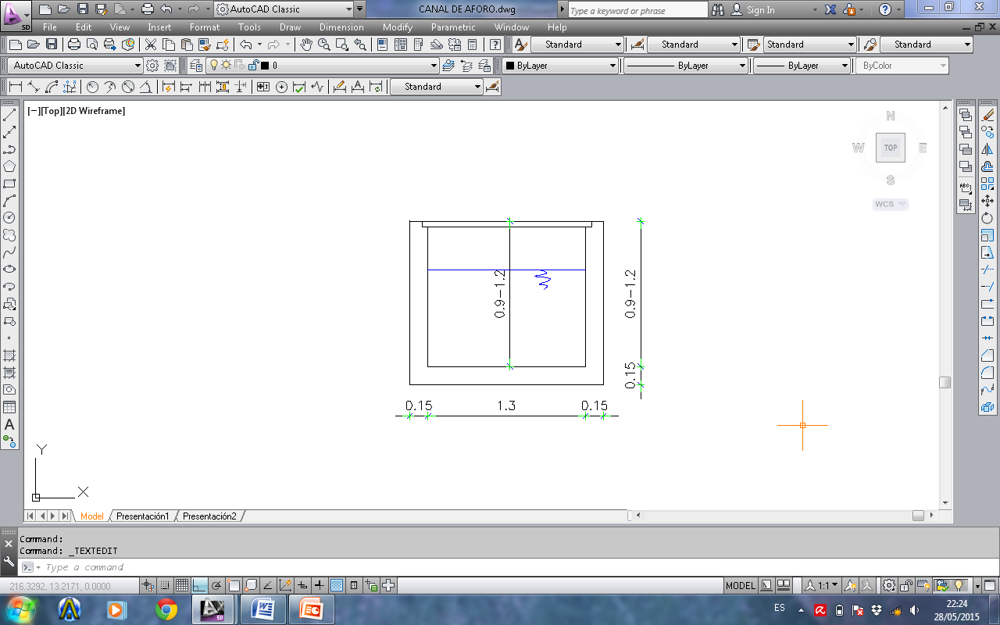 AutoCAD Classic
CANAL DE AFORO.dwg
Type a keyword or phrase
Sign In
SD
File Edit View Insert Format Tools Draw Dimension Modify Parametric Window Help
Standard Standard Standard Standard
AutoCAD Classic 0 ByLayer ByLayer ByLayer ByColor
Standard
[−][Top][2D Wireframe]
N
W TOP E
S
WCS
0.9-1.2
0.9-1.2
0.15
0.15 1.3 0.15
Y
X
Model Presentación1 Presentación2
Command:
Command: _TEXTEDIT
Type a command
216.3292, 13.2171, 0.0000
MODEL 1:1
ES
22:24
28/05/2015